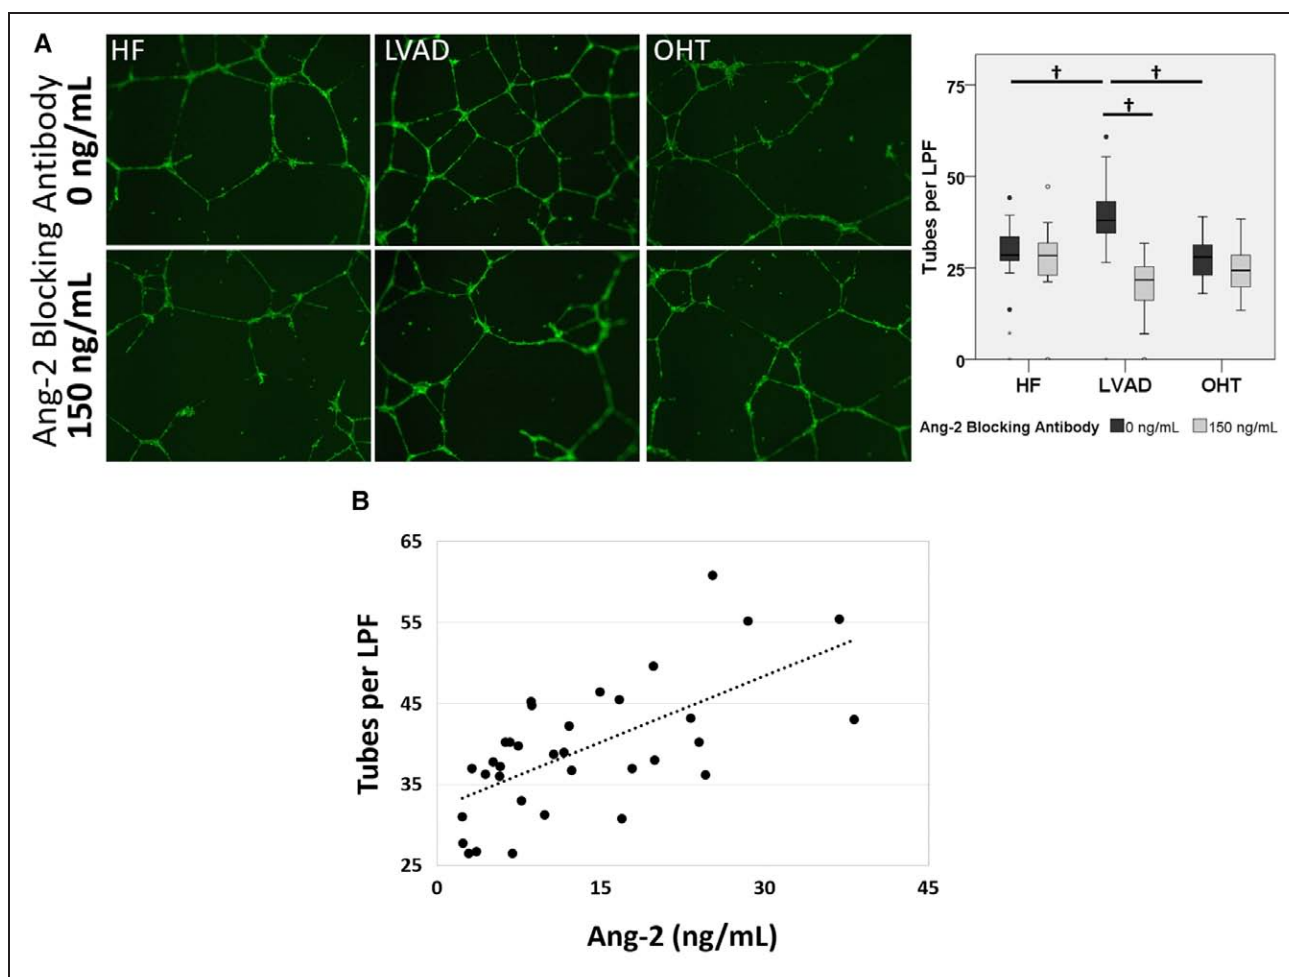 A
HF
LVAD
OHT
Ang-2 Blocking Antibody
0 ng/mL
150 ng/mL
†
†
†
75
50
25
0
Tubes per LPF
HF
LVAD
OHT
Ang-2 Blocking Antibody 0 ng/mL 150 ng/mL
B
65
55
45
35
25
Tubes per LPF
0
15
30
45
Ang-2 (ng/mL)